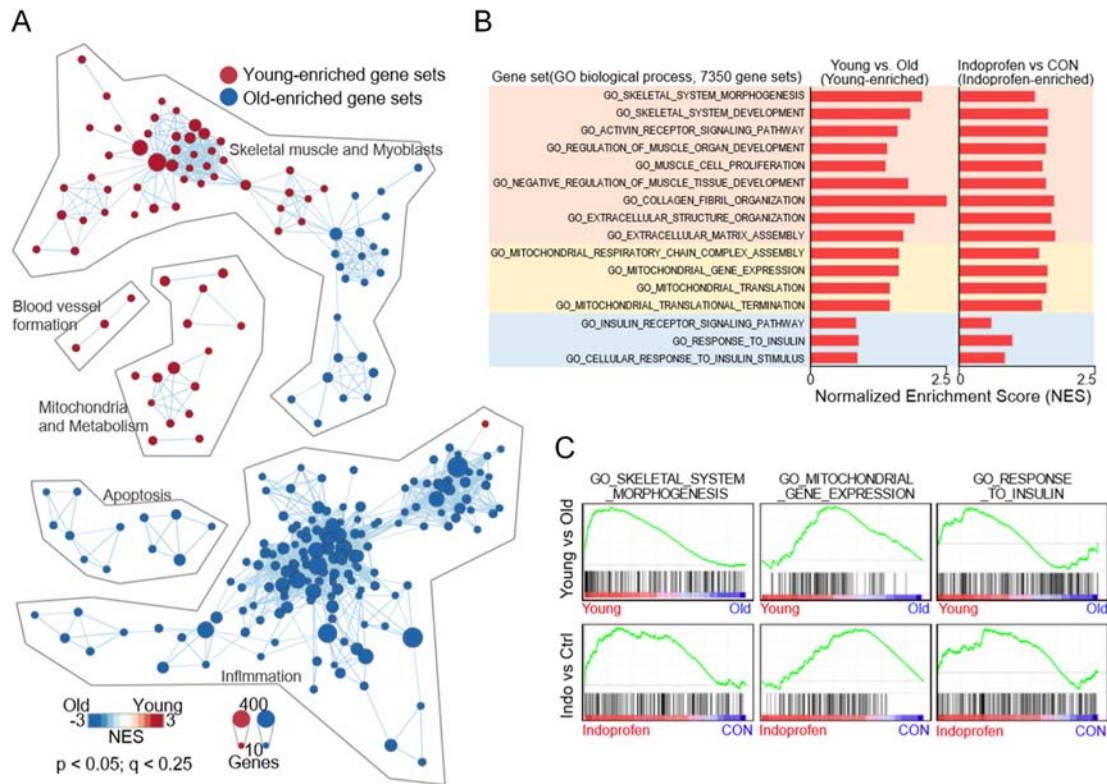 A
Young-enriched gene sets
Old-enriched gene sets
Skeletal muscle and Myoblasts
Blood vessel
formation
Mitochondria
and Metabolism
Apoptosis
Inflmmation
Old Young
-3 3
NES
p < 0.05; q < 0.25
400
10
Genes
B
Gene set(GO biological process, 7350 gene sets)
Young vs. Old
(Young-enriched)
Indoprofen vs CON
(Indoprofen-enriched)
GO_SKELETAL_SYSTEM_MORPHOGENESIS
GO_SKELETAL_SYSTEM_DEVELOPMENT
GO_ACTIVIN_RECEPTOR_SIGNALING_PATHWAY
GO_REGULATION_OF_MUSCLE_ORGAN_DEVELOPMENT
GO_MUSCLE_CELL_PROLIFERATION
GO_NEGATIVE_REGULATION_OF_MUSCLE_TISSUE_DEVELOPMENT
GO_COLLAGEN_FIBRIL_ORGANIZATION
GO_EXTRACELLULAR_STRUCTURE_ORGANIZATION
GO_EXTRACELLULAR_MATRIX_ASSEMBLY
GO_MITOCHONDRIAL_RESPIRATORY_CHAIN_COMPLEX_ASSEMBLY
GO_MITOCHONDRIAL_GENE_EXPRESSION
GO_MITOCHONDRIAL_TRANSLATION
GO_MITOCHONDRIAL_TRANSLATIONAL_TERMINATION
GO_INSULIN_RECEPTOR_SIGNALING_PATHWAY
GO_RESPONSE_TO_INSULIN
GO_CELLULAR_RESPONSE_TO_INSULIN_STIMULUS
0 2.5 0 2.5
Normalized Enrichment Score (NES)
C
GO_SKELETAL_SYSTEM
_MORPHOGENESIS
GO_MITOCHONDRIAL
_GENE_EXPRESSION
GO_RESPONSE
_TO_INSULIN
Young vs Old
Young Old
Young Old
Young Old
Indo vs Ctrl
Indoprofen CON
Indoprofen CON
Indoprofen CON